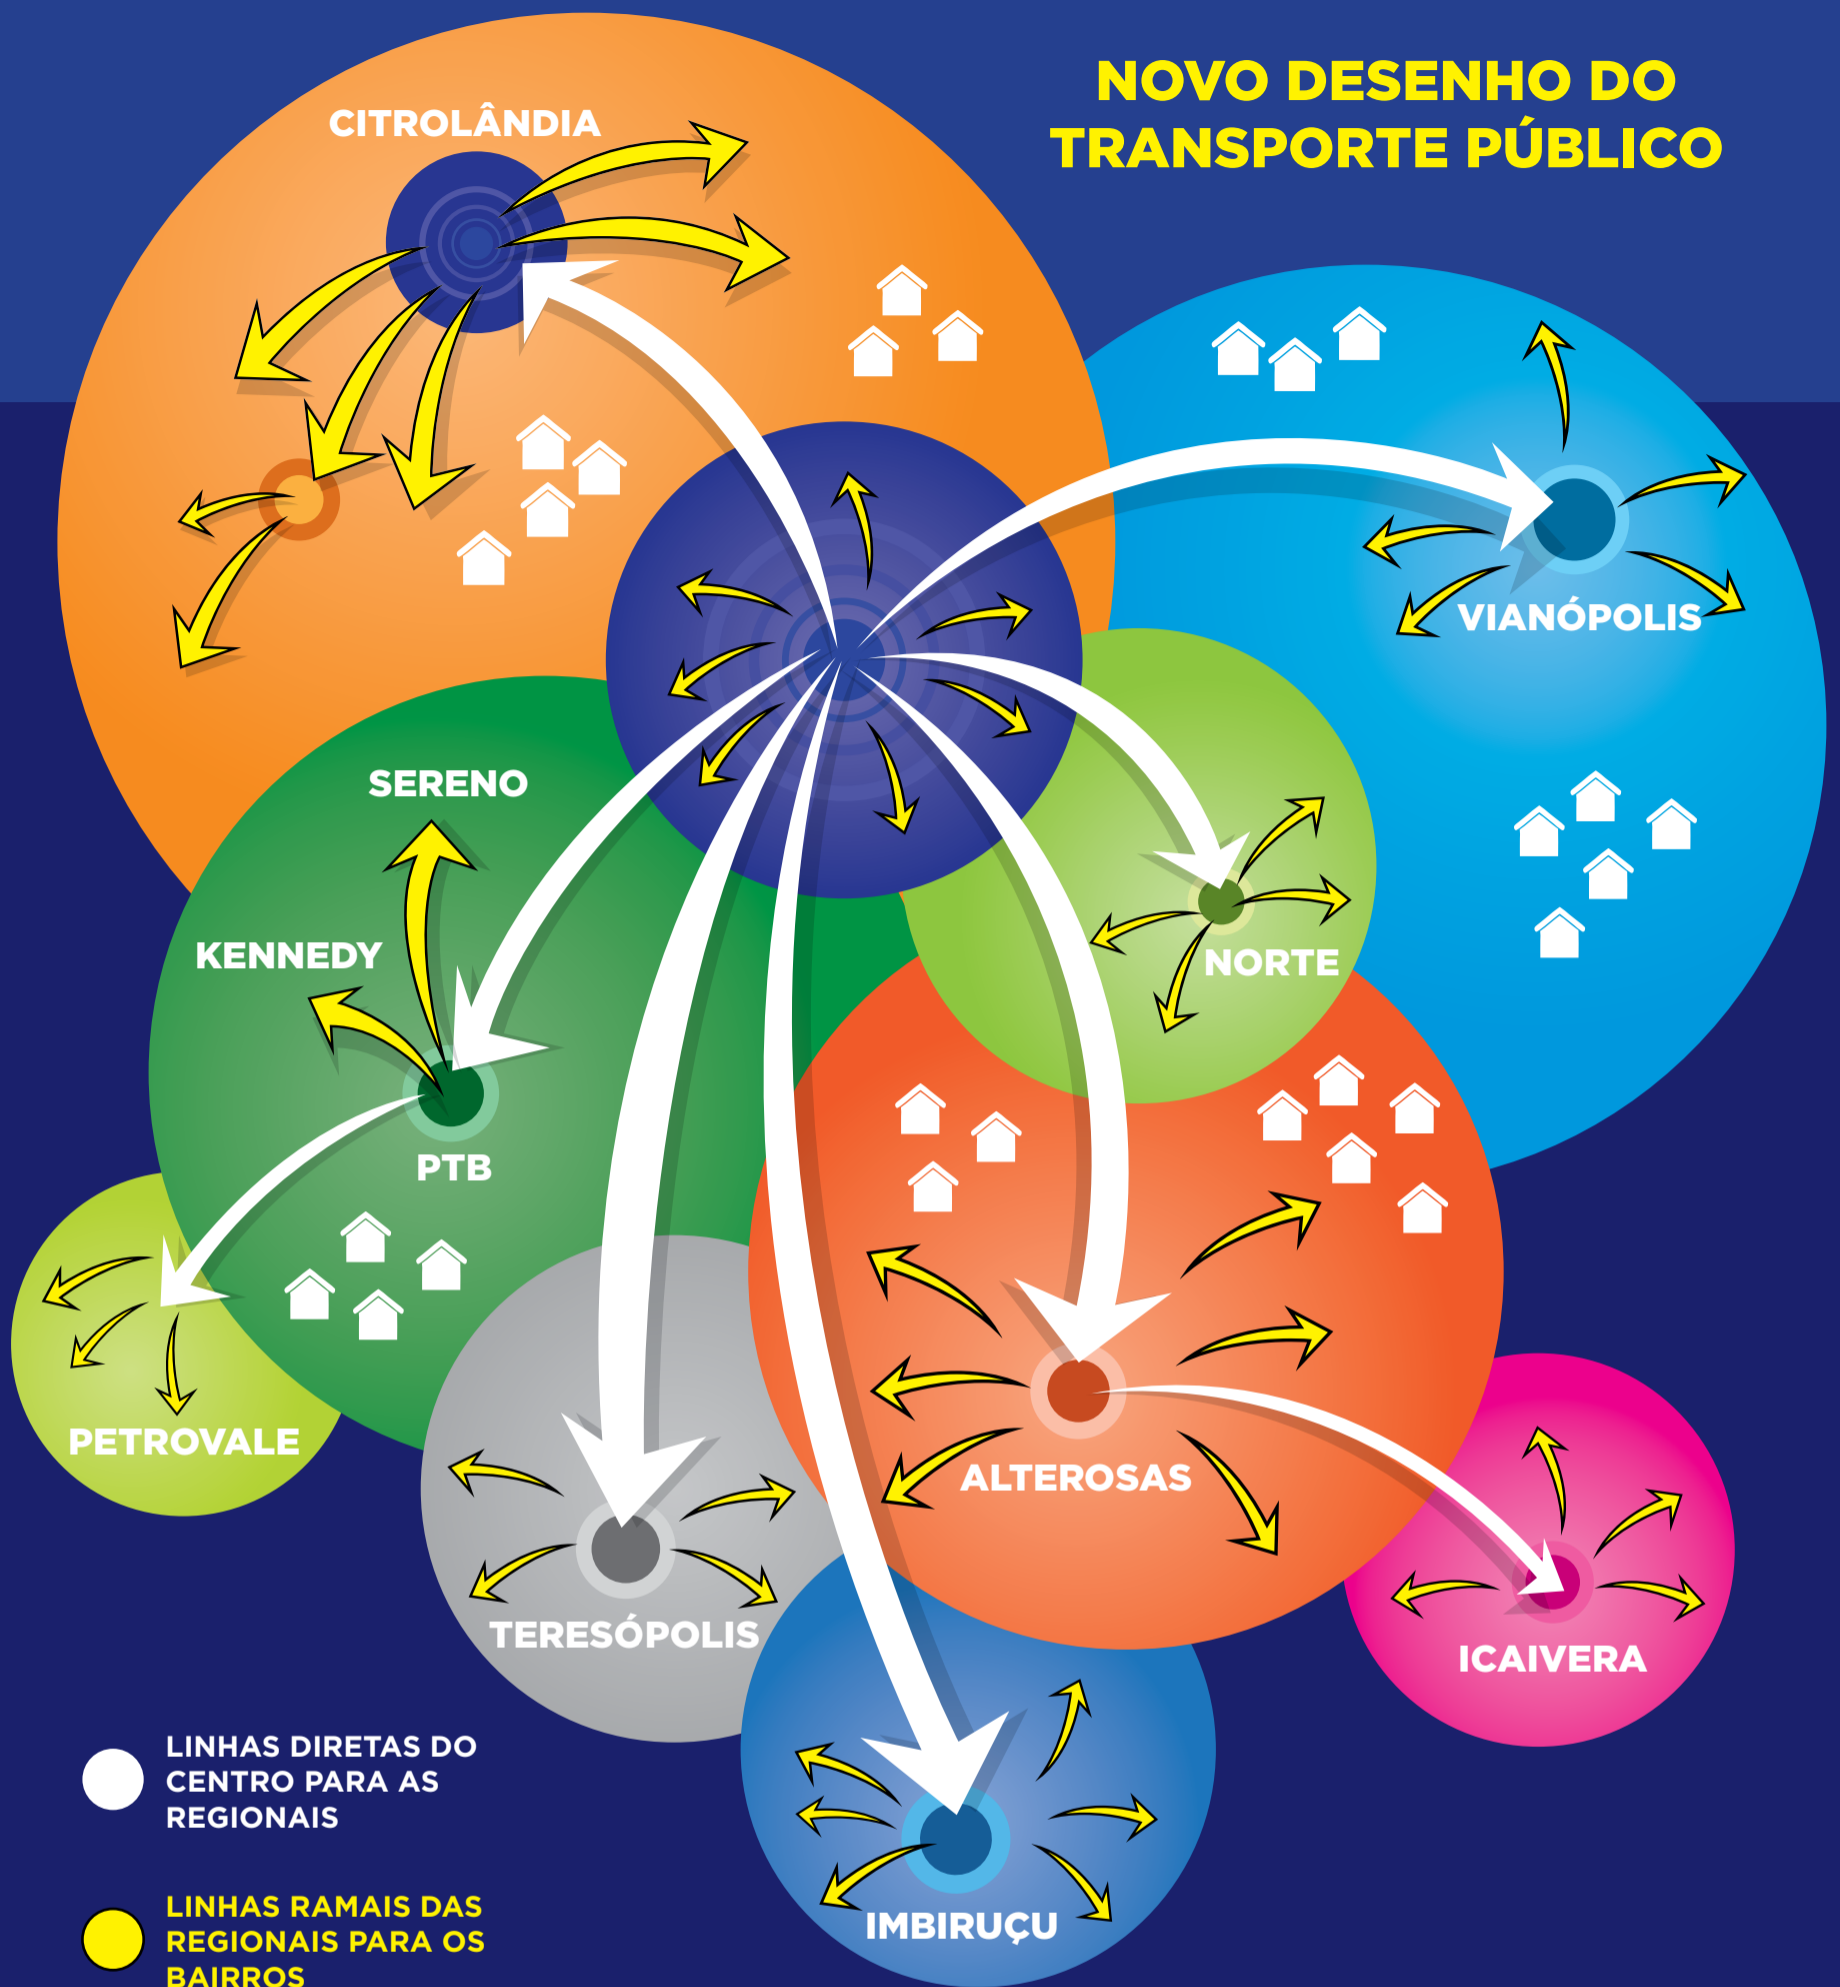 NOVO DESENHO DO
TRANSPORTE PÚBLICO
CITROLÂNDIA
VIANÓPOLIS
SERENO
KENNEDY
NORTE
PTB
PETROVALE
ALTEROSAS
TERESÓPOLIS
ICAIVERA
IMBIRUÇU
LINHAS DIRETAS DO
CENTRO PARA AS
REGIONAIS
LINHAS RAMAIS DAS
REGIONAIS PARA OS
BAIRROS